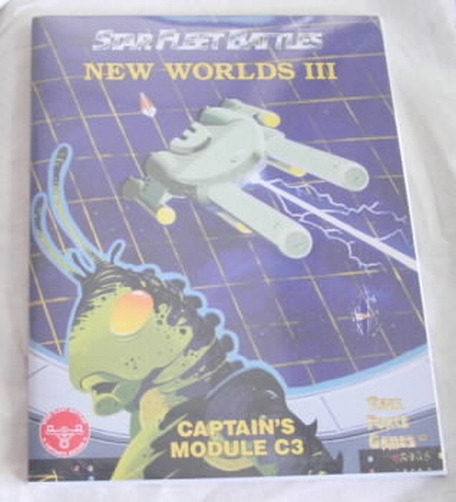 STAR FLEET BATTLES
NEW WORLDS III
CAPTAIN'S
MODULE C3
Task
Force
Games